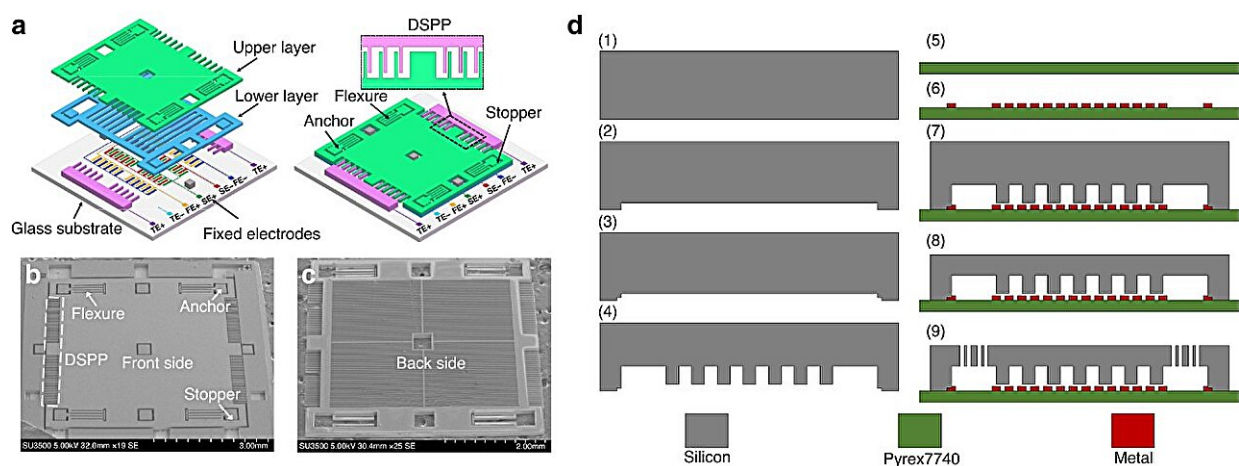 a
Upper layer
Lower layer
Glass substrate
Fixed electrodes
TE+
TE−
FE+
SE+
SE−
FE−
TE+
DSPP
Flexure
Anchor
Stopper
TE+
TE−
FE+
SE+
SE−
FE−
TE+
b
Flexure
Anchor
DSPP
Front side
Stopper
SU3500 5.00kV 32.0mm x19 SE
3.00mm
c
Back side
SU3500 5.00kV 30.4mm x25 SE
2.00mm
d
(1)
(2)
(3)
(4)
(5)
(6)
(7)
(8)
(9)
Silicon
Pyrex7740
Metal